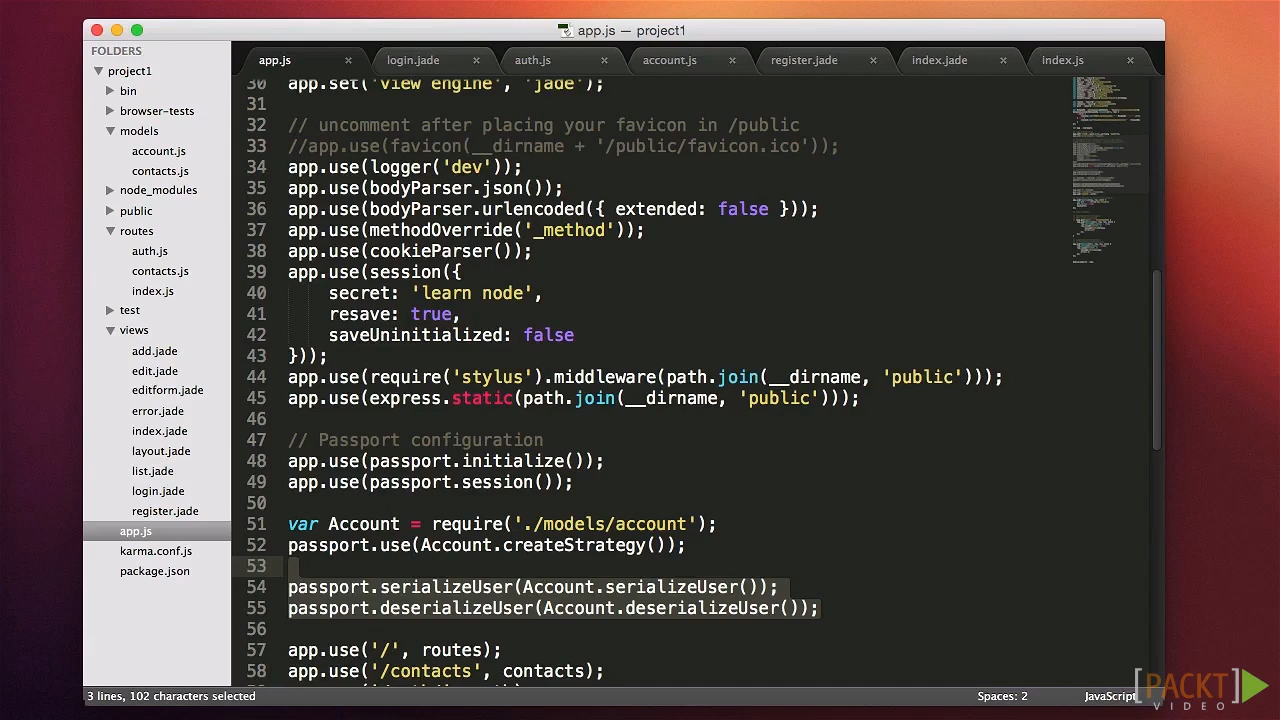 app.js — project1
FOLDERS
project1
bin
browser-tests
models
account.js
contacts.js
node_modules
public
routes
auth.js
contacts.js
index.js
test
views
add.jade
edit.jade
editform.jade
error.jade
index.jade
layout.jade
list.jade
login.jade
register.jade
app.js
karma.conf.js
package.json
app.js × login.jade × auth.js × account.js × register.jade × index.jade × index.js ×
30 app.set('view engine', 'jade');
31
32 // uncomment after placing your favicon in /public
33 //app.use(favicon(__dirname + '/public/favicon.ico'));
34 app.use(logger('dev'));
35 app.use(bodyParser.json());
36 app.use(bodyParser.urlencoded({ extended: false }));
37 app.use(methodOverride('_method'));
38 app.use(cookieParser());
39 app.use(session({
40 secret: 'learn node',
41 resave: true,
42 saveUninitialized: false
43 }));
44 app.use(require('stylus').middleware(path.join(__dirname, 'public')));
45 app.use(express.static(path.join(__dirname, 'public')));
46
47 // Passport configuration
48 app.use(passport.initialize());
49 app.use(passport.session());
50
51 var Account = require('./models/account');
52 passport.use(Account.createStrategy());
53
54 passport.serializeUser(Account.serializeUser());
55 passport.deserializeUser(Account.deserializeUser());
56
57 app.use('/', routes);
58 app.use('/contacts', contacts);
3 lines, 102 characters selected
Spaces: 2
JavaScript
[PACKT]
VIDEO